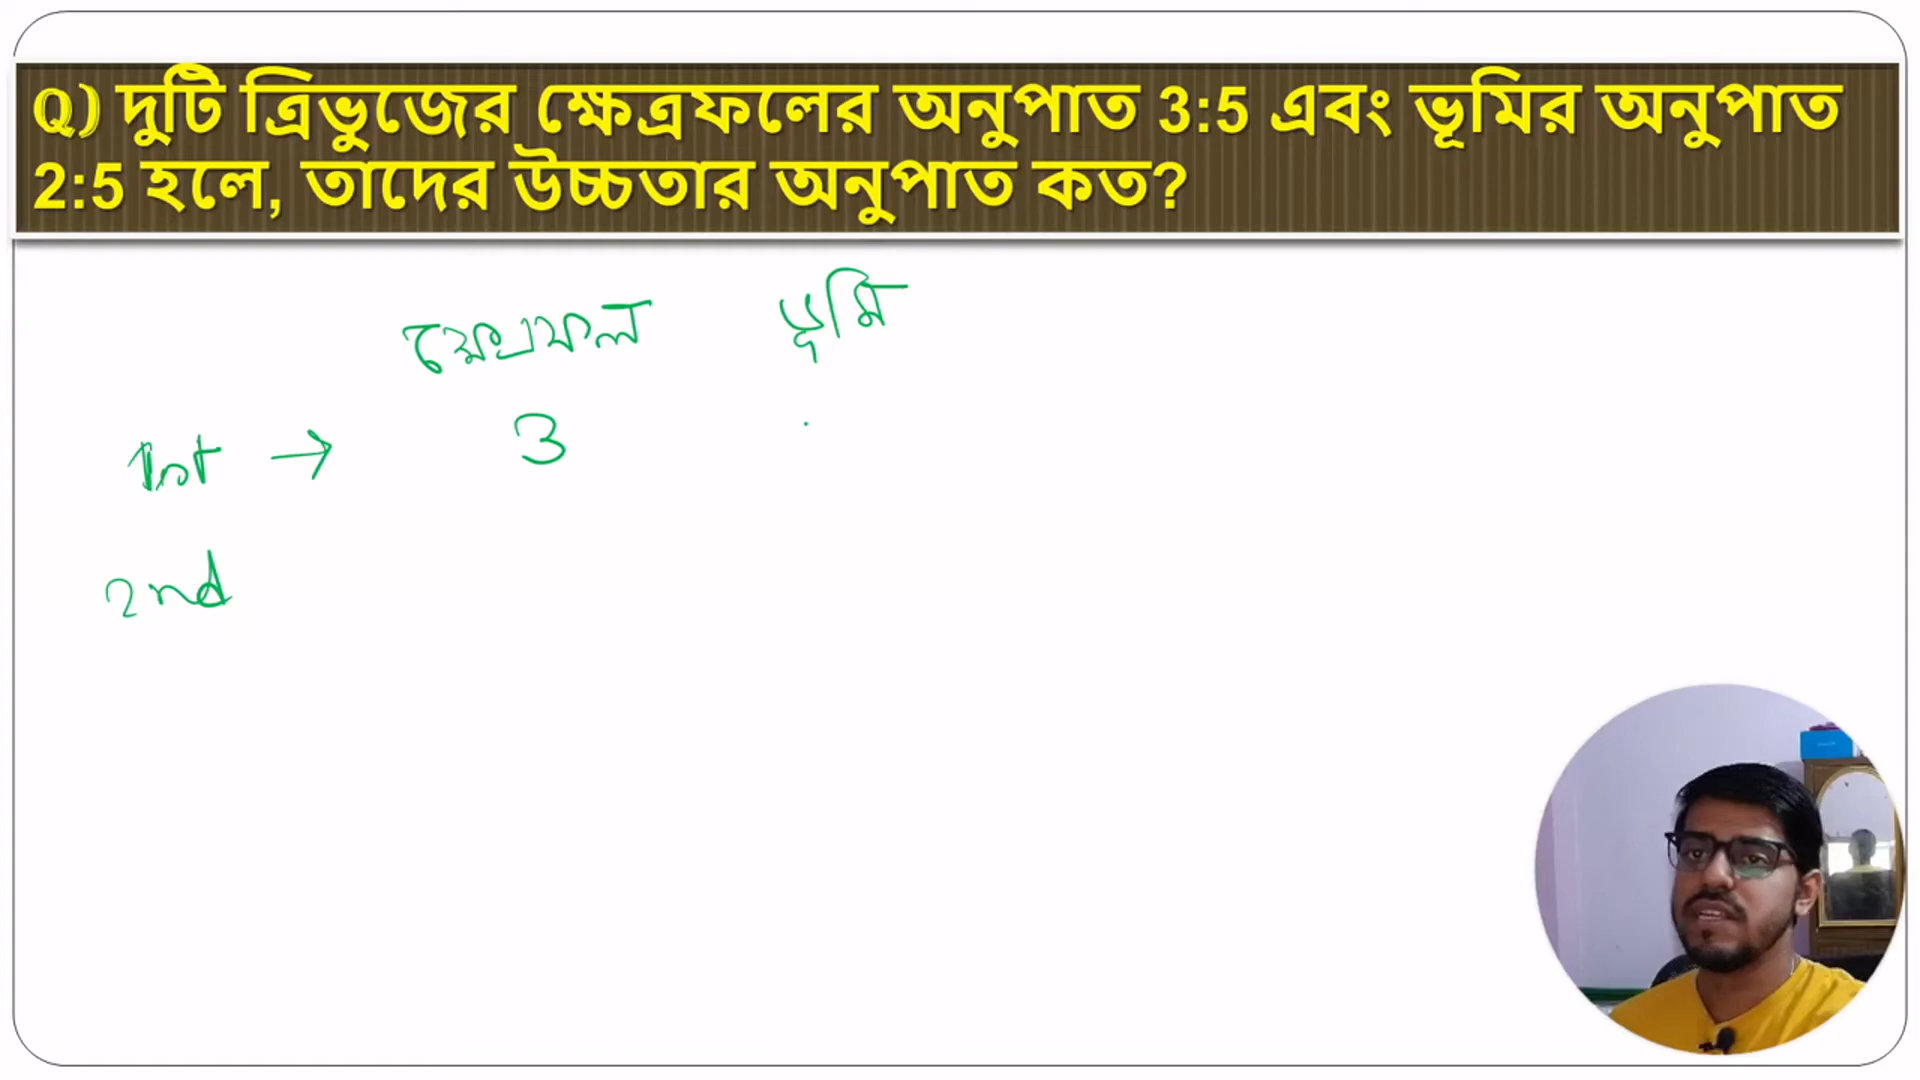 Q) দুটি ত্রিভুজের ক্ষেত্রফলের অনুপাত 3:5 এবং ভূমির অনুপাত
2:5 হলে, তাদের উচ্চতার অনুপাত কত?
ক্ষেত্রফল ভূমি
1st → 3
2nd